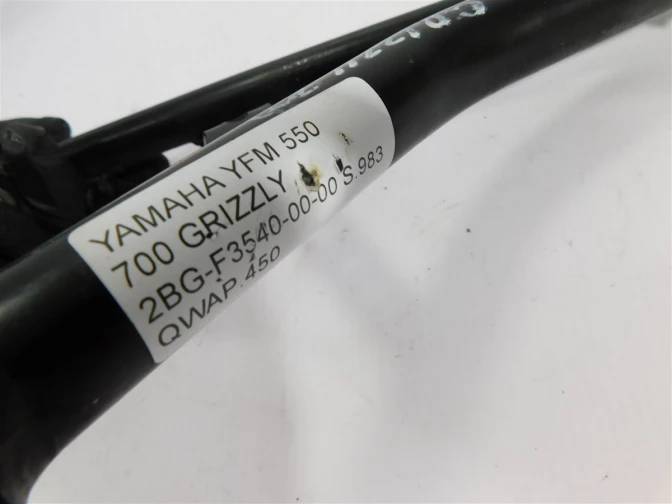 YAMAHA YFM 550
700 GRIZZLY
2BG-F3540-00-00 S.983
QWAP.450